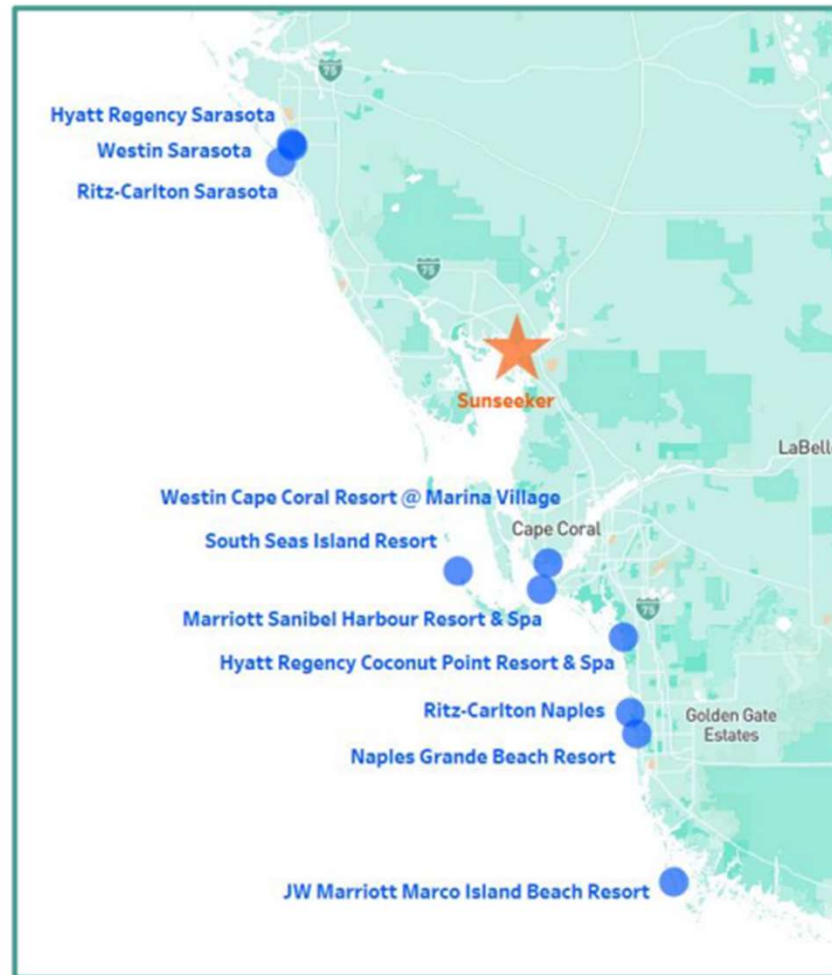 75
Hyatt Regency Sarasota
Westin Sarasota
Ritz-Carlton Sarasota
75
Sunseeker
LaBelle
Westin Cape Coral Resort @ Marina Village
Cape Coral
South Seas Island Resort
75
Marriott Sanibel Harbour Resort & Spa
Hyatt Regency Coconut Point Resort & Spa
Ritz-Carlton Naples
Golden Gate
Estates
Naples Grande Beach Resort
JW Marriott Marco Island Beach Resort